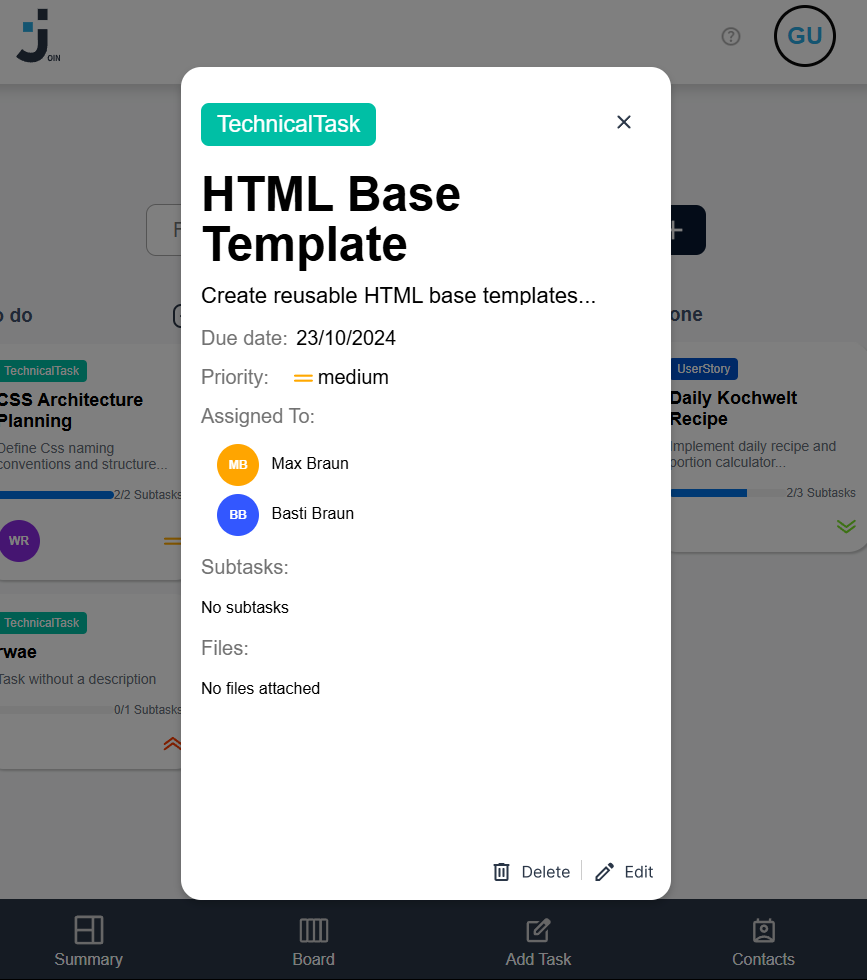 J
OIN
GU
TechnicalTask
HTML Base
Template
Create reusable HTML base templates...
Due date: 23/10/2024
Priority: medium
Assigned To:
MB Max Braun
BB Basti Braun
Subtasks:
No subtasks
Files:
No files attached
Delete Edit
F
do
TechnicalTask
CSS Architecture
Planning
Define Css naming
conventions and structure...
2/2 Subtasks
WR
TechnicalTask
rwae
Task without a description
0/1 Subtasks
one
UserStory
Daily Kochwelt
Recipe
Implement daily recipe and
portion calculator...
2/3 Subtasks
Summary Board Add Task Contacts